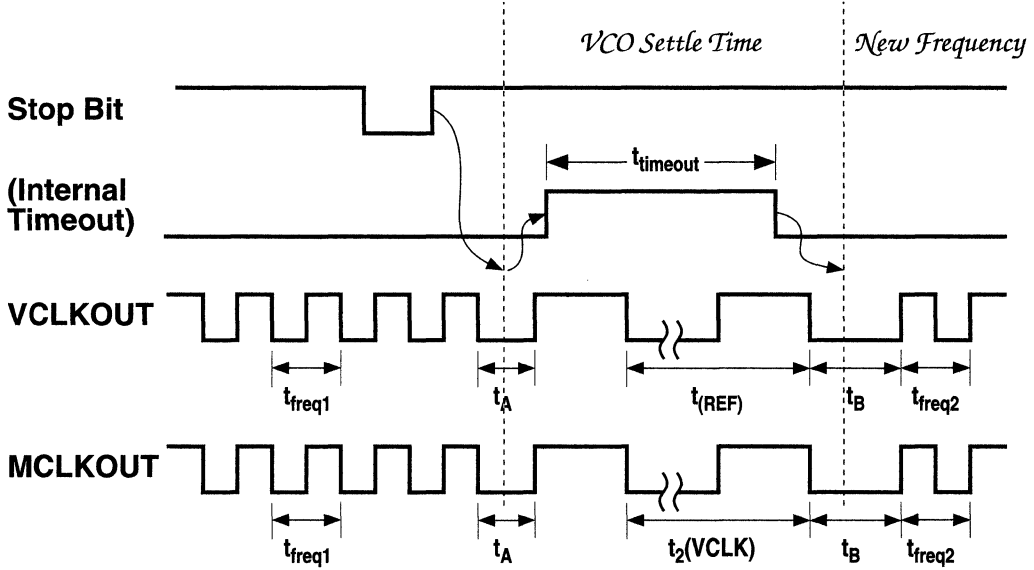 VCO Settle Time
New Frequency
Stop Bit
t timeout
(Internal
Timeout)
VCLKOUT
tfreq1
tA
t(REF)
tB
tfreq2
MCLKOUT
tfreq1
tA
t2(VCLK)
tB
tfreq2